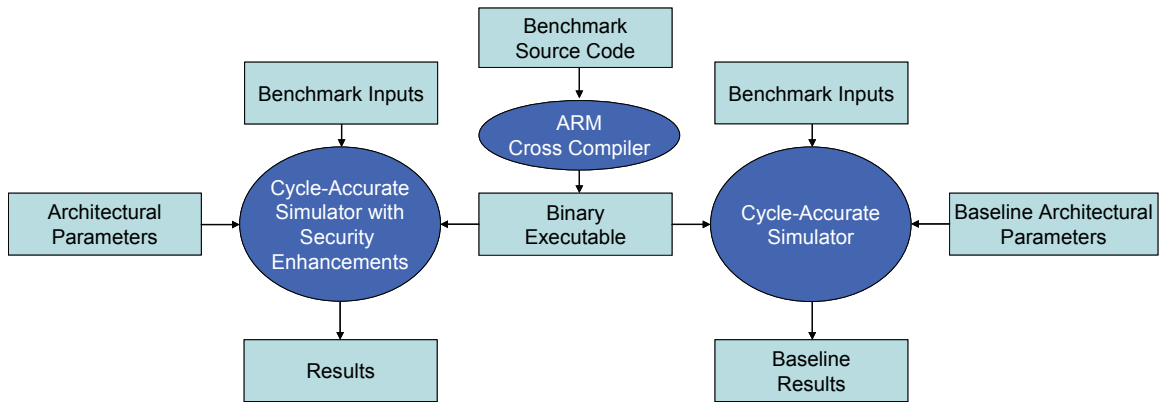 Benchmark
Source Code
Benchmark Inputs
Benchmark Inputs
ARM
Cross Compiler
Architectural
Parameters
Cycle-Accurate
Simulator with
Security
Enhancements
Binary
Executable
Cycle-Accurate
Simulator
Baseline Architectural
Parameters
Results
Baseline
Results